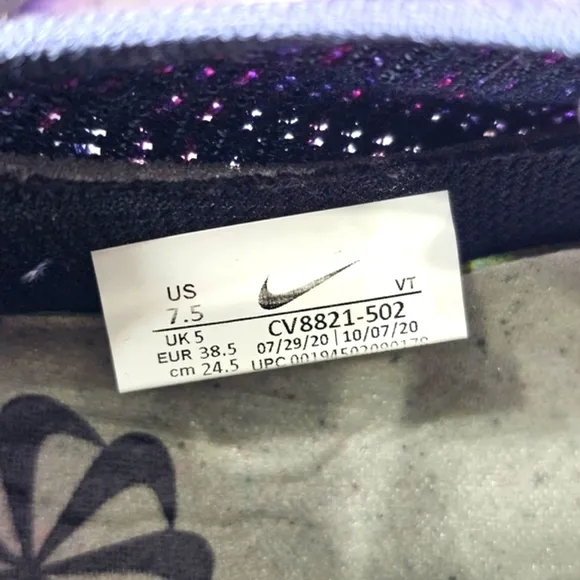 US VT
7.5
UK 5 CV8821-502
EUR 38.5 07/29/20 | 10/07/20
cm 24.5 UPC